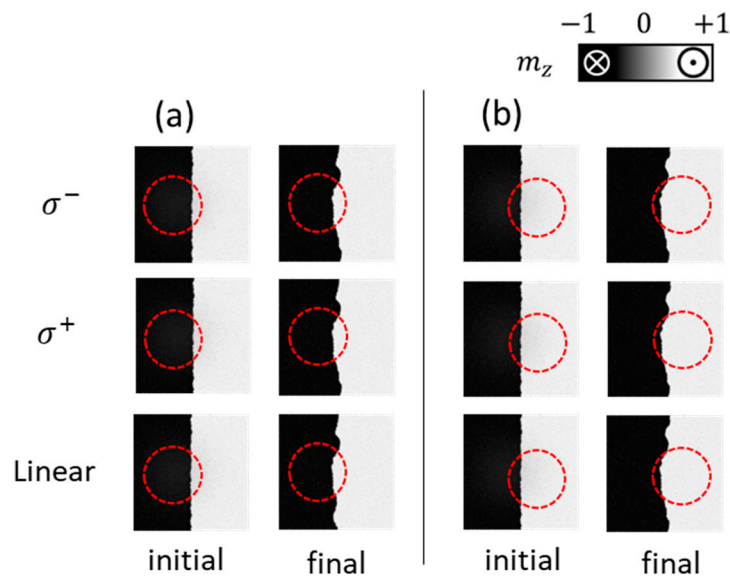 −1 0 +1
m_z
(a) (b)
σ−
σ+
Linear
initial final initial final